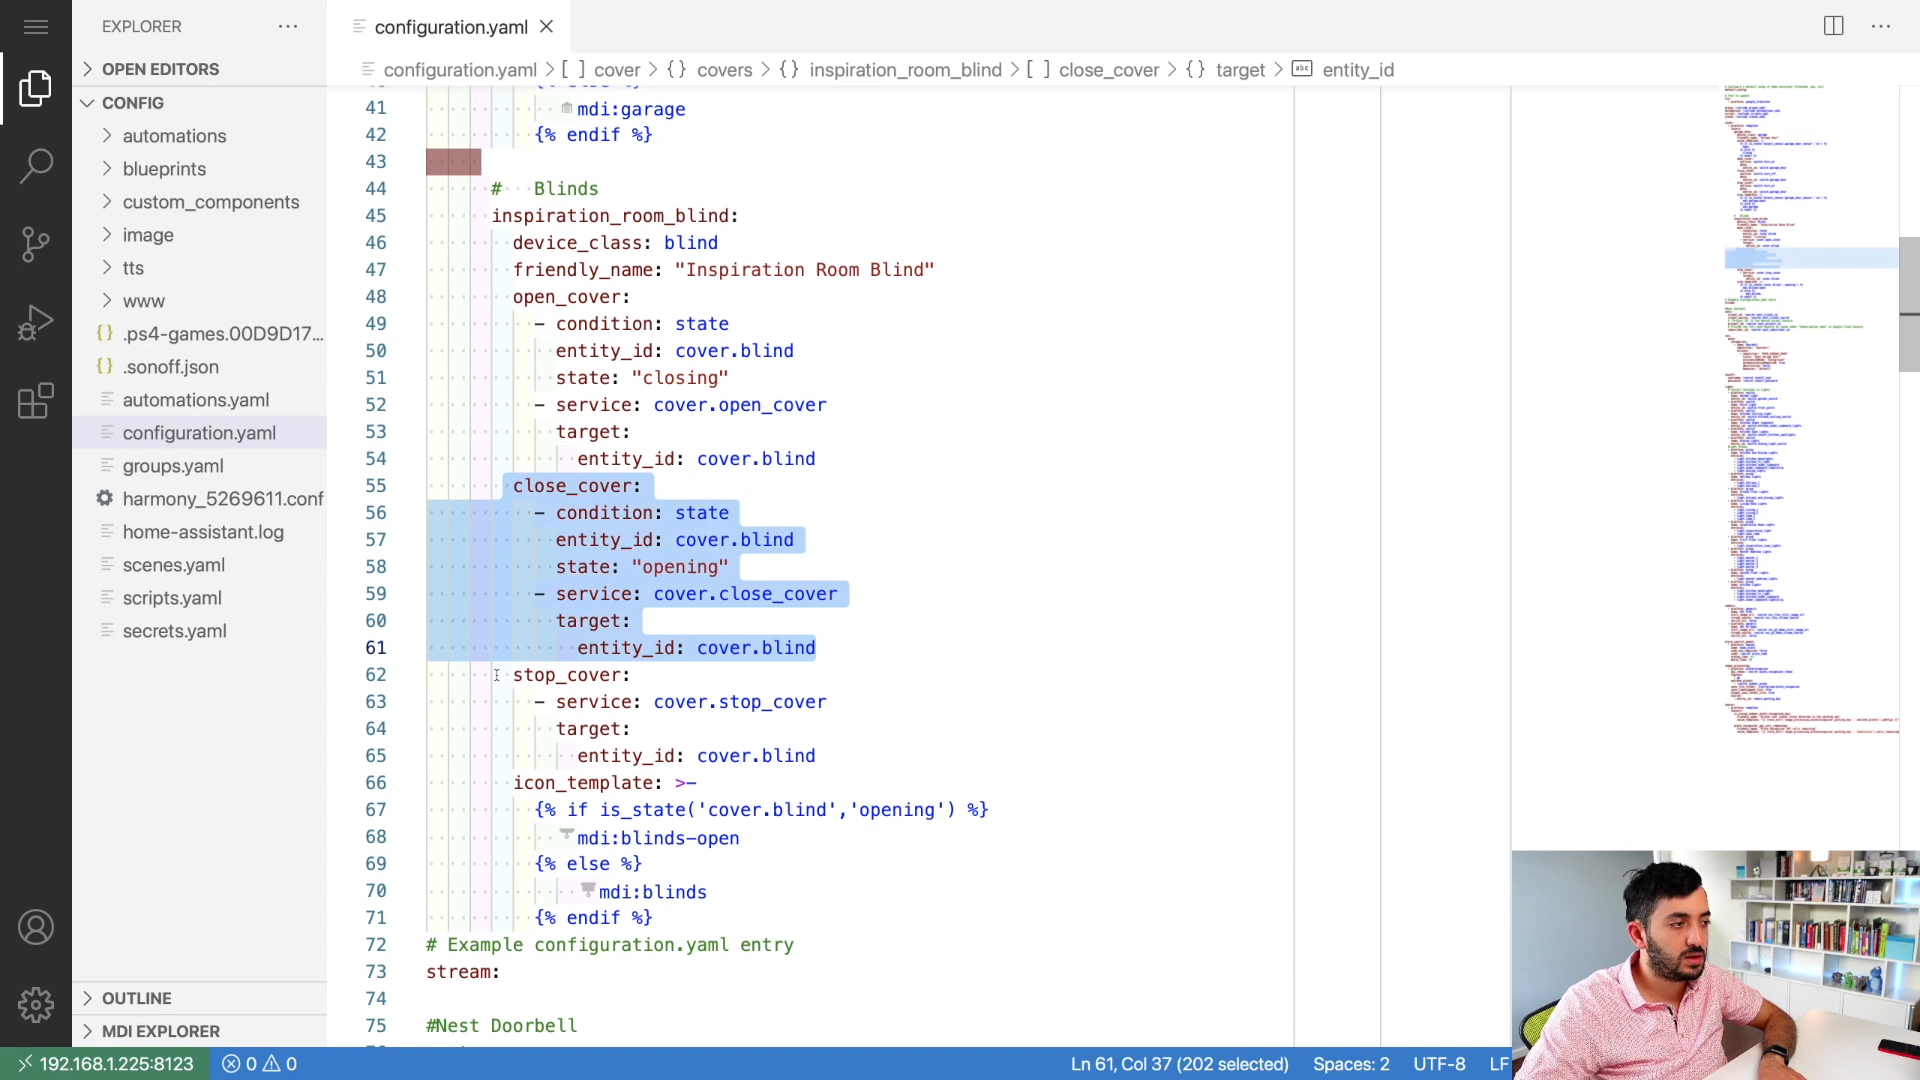 EXPLORER
configuration.yaml
OPEN EDITORS
configuration.yaml > [ ] cover > {} covers > {} inspiration_room_blind > [ ] close_cover > {} target > abc entity_id
CONFIG
automations
blueprints
custom_components
image
tts
www
{} .ps4-games.00D9D17...
{} .sonoff.json
automations.yaml
configuration.yaml
groups.yaml
harmony_5269611.conf
home-assistant.log
scenes.yaml
scripts.yaml
secrets.yaml
OUTLINE
MDI EXPLORER
41 mdi:garage
42 {% endif %}
43
44 # Blinds
45 inspiration_room_blind:
46 device_class: blind
47 friendly_name: "Inspiration Room Blind"
48 open_cover:
49 - condition: state
50 entity_id: cover.blind
51 state: "closing"
52 - service: cover.open_cover
53 target:
54 entity_id: cover.blind
55 close_cover:
56 - condition: state
57 entity_id: cover.blind
58 state: "opening"
59 - service: cover.close_cover
60 target:
61 entity_id: cover.blind
62 stop_cover:
63 - service: cover.stop_cover
64 target:
65 entity_id: cover.blind
66 icon_template: >-
67 {% if is_state('cover.blind','opening') %}
68 mdi:blinds-open
69 {% else %}
70 mdi:blinds
71 {% endif %}
72 # Example configuration.yaml entry
73 stream:
74
75 #Nest Doorbell
192.168.1.225:8123
0 0
Ln 61, Col 37 (202 selected)
Spaces: 2
UTF-8
LF